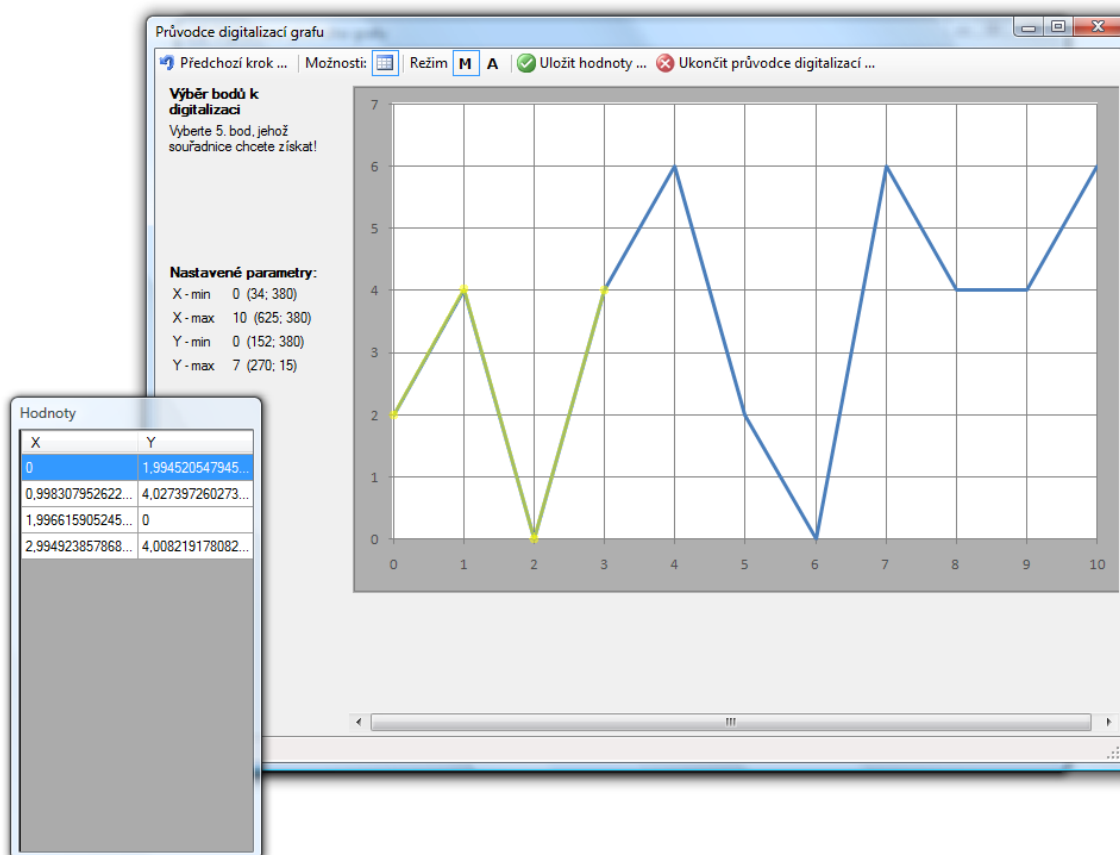 Průvodce digitalizací grafu
Předchozí krok ... Možnosti: Režim M A Uložit hodnoty ... Ukončit průvodce digitalizací ...
Výběr bodů k
digitalizaci
Vyberte 5. bod, jehož
souřadnice chcete získat!
Nastavené parametry:
X - min 0 (34; 380)
X - max 10 (625; 380)
Y - min 0 (152; 380)
Y - max 7 (270; 15)
7
6
5
4
3
2
1
0
0 1 2 3 4 5 6 7 8 9 10
Hodnoty
X Y
0 1,994520547945...
0,998307952622... 4,027397260273...
1,996615905245... 0
2,994923857868... 4,008219178082...